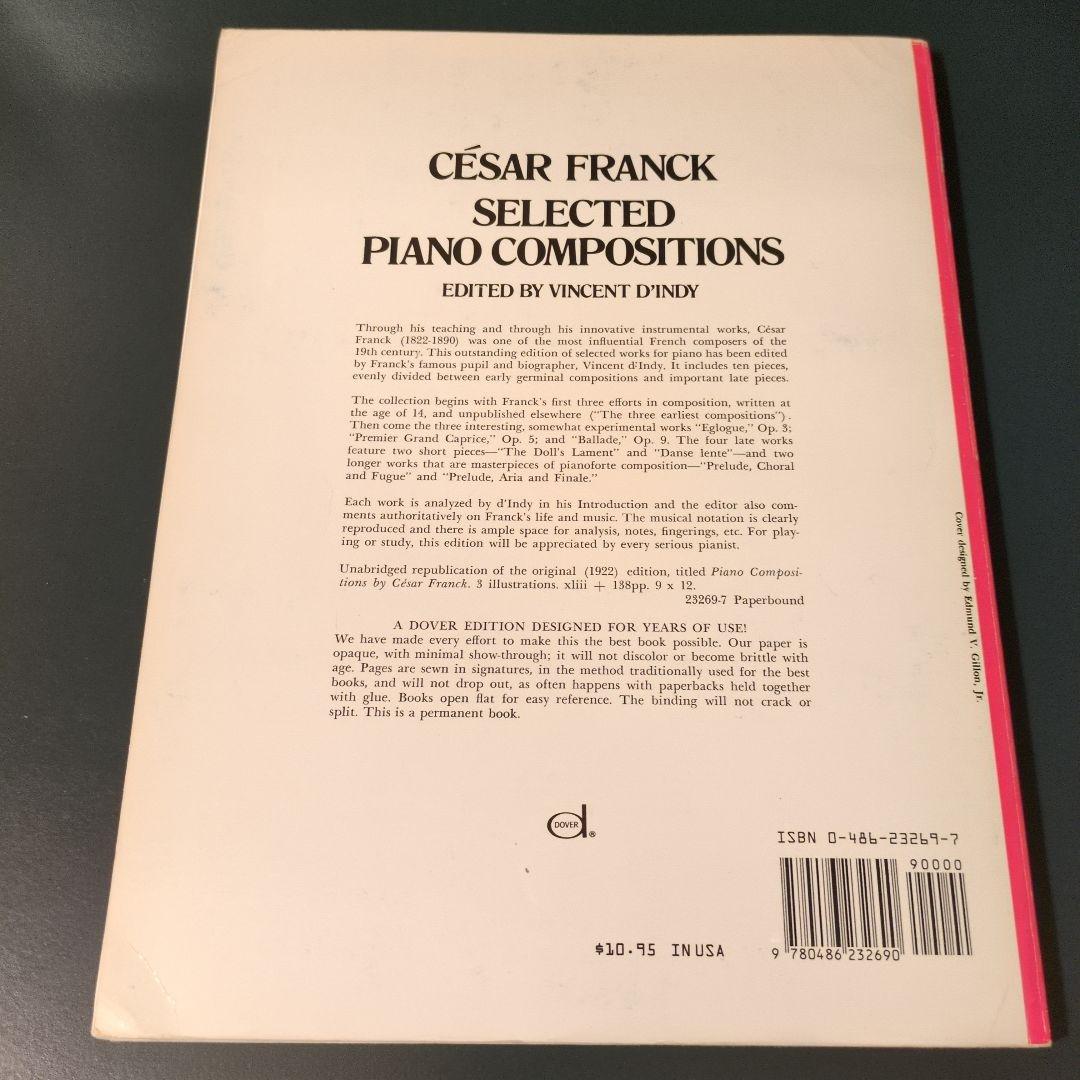 CÉSAR FRANCK
SELECTED
PIANO COMPOSITIONS
EDITED BY VINCENT D'INDY
Through his teaching and through his innovative instrumental works, César
Franck (1822-1890) was one of the most influential French composers of the
19th century. This outstanding edition of selected works for piano has been edited
by Franck's famous pupil and biographer, Vincent d'Indy. It includes ten pieces,
evenly divided between early germinal compositions and important late pieces.
The collection begins with Franck's first three efforts in composition, written at
the age of 14, and unpublished elsewhere ("The three earliest compositions").
Then come the three interesting, somewhat experimental works "Eglogue," Op. 3;
"Premier Grand Caprice," Op. 5; and "Ballade," Op. 9. The four late works
feature two short pieces—"The Doll's Lament" and "Danse lente"—and two
longer works that are masterpieces of pianoforte composition—"Prelude, Choral
and Fugue" and "Prelude, Aria and Finale."
Each work is analyzed by d'Indy in his Introduction and the editor also com-
ments authoritatively on Franck's life and music. The musical notation is clearly
reproduced and there is ample space for analysis, notes, fingerings, etc. For play-
ing or study, this edition will be appreciated by every serious pianist.
Unabridged republication of the original (1922) edition, titled Piano Composi-
tions by César Franck. 3 illustrations. xliii + 138pp. 9 x 12.
23269-7 Paperbound
A DOVER EDITION DESIGNED FOR YEARS OF USE!
We have made every effort to make this the best book possible. Our paper is
opaque, with minimal show-through; it will not discolor or become brittle with
age. Pages are sewn in signatures, in the method traditionally used for the best
books, and will not drop out, as often happens with paperbacks held together
with glue. Books open flat for easy reference. The binding will not crack or
split. This is a permanent book.
Cover designed by Edmund V. Gillon, Jr.
DOVER ®
ISBN 0-486-23269-7
90000
$10.95 IN USA
9 780486 232690